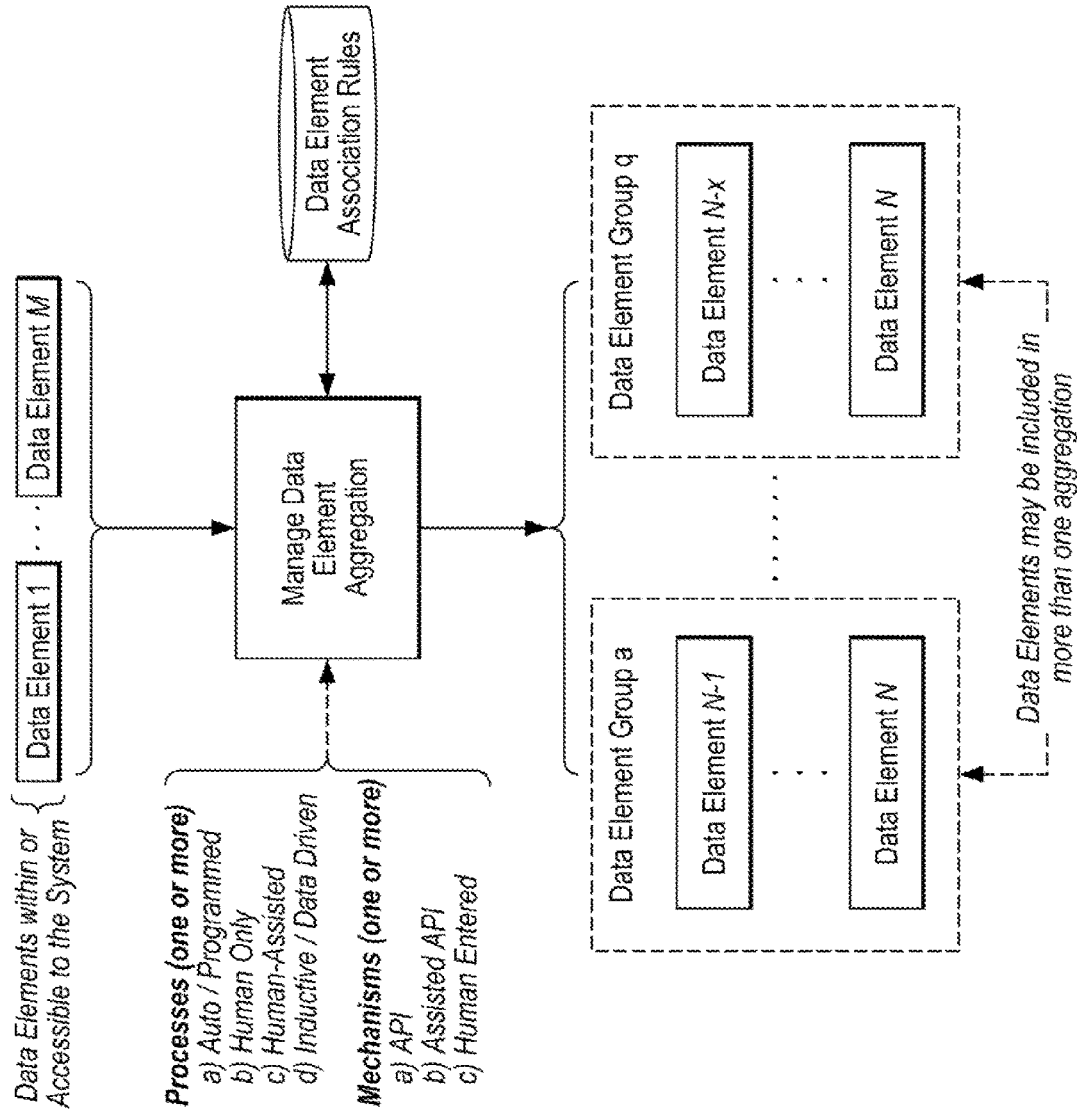 Data Elements within or
Accessible to the System
Data Element 1 . . . Data Element M
Processes (one or more)
a) Auto / Programmed
b) Human Only
c) Human-Assisted
d) Inductive / Data Driven
Mechanisms (one or more)
a) API
b) Assisted API
c) Human Entered
Manage Data
Element
Aggregation
Data Element
Association Rules
Data Element Group a
Data Element N-1
. . .
Data Element N
. . . . . .
Data Element Group q
Data Element N-x
. . .
Data Element N
Data Elements may be included in
more than one aggregation